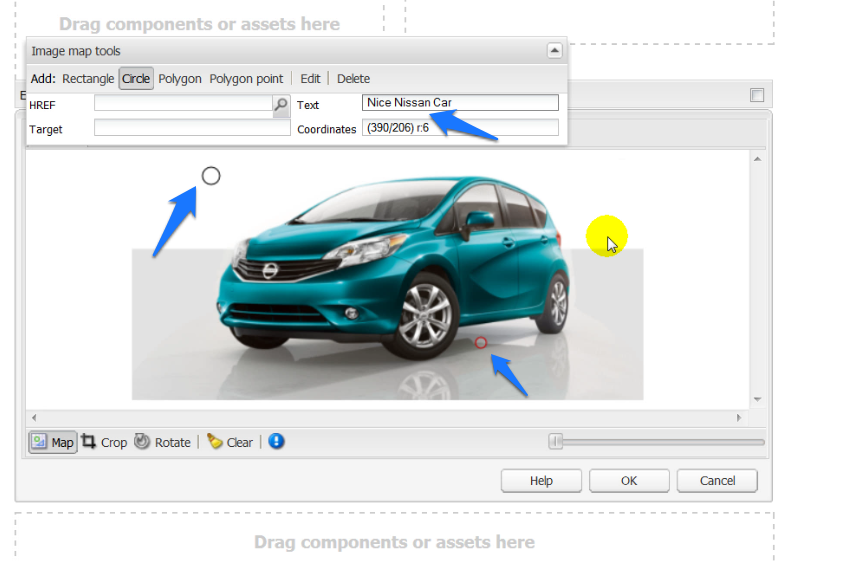 Drag components or assets here
Image map tools
Add: Rectangle Circle Polygon Polygon point Edit Delete
HREF Text Nice Nissan Car
Target Coordinates (390/206) r:6
Map Crop Rotate Clear
Help OK Cancel
Drag components or assets here